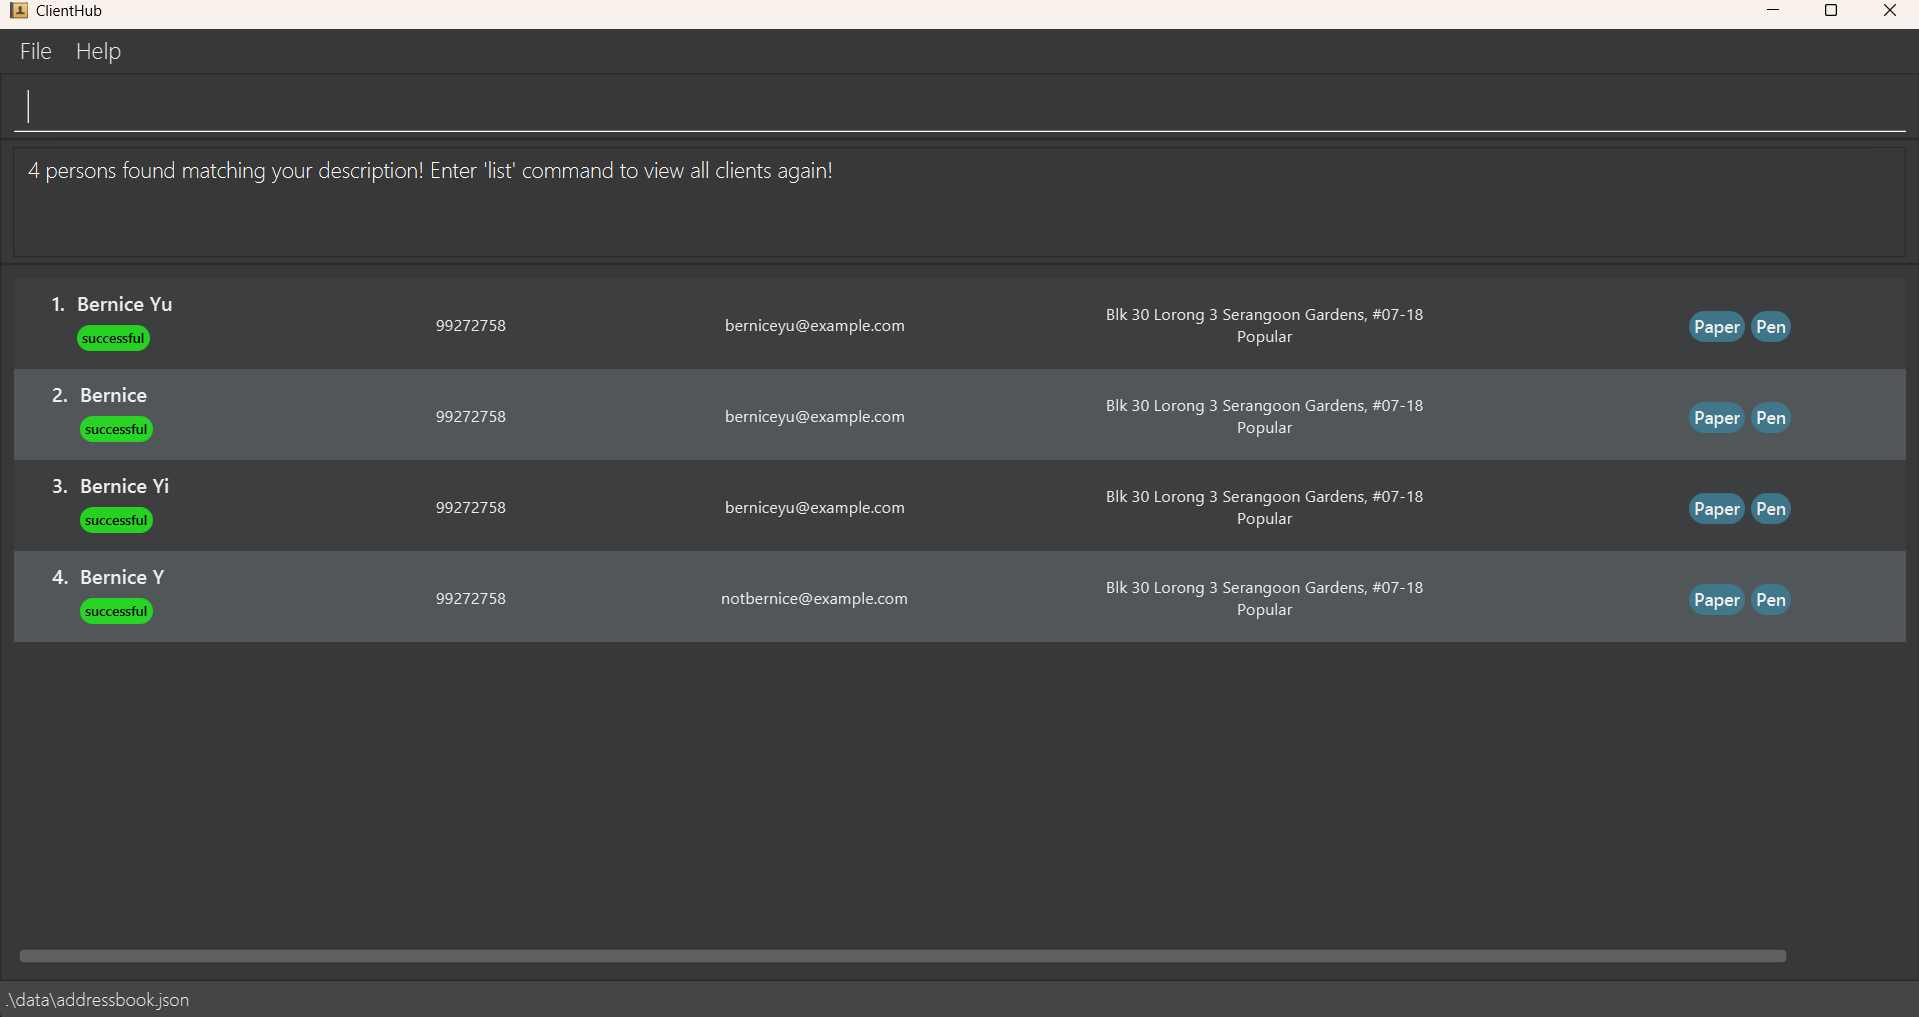 ClientHub
File Help
4 persons found matching your description! Enter 'list' command to view all clients again!
1. Bernice Yu
successful
99272758
berniceyu@example.com
Blk 30 Lorong 3 Serangoon Gardens, #07-18
Popular
Paper Pen
2. Bernice
successful
99272758
berniceyu@example.com
Blk 30 Lorong 3 Serangoon Gardens, #07-18
Popular
Paper Pen
3. Bernice Yi
successful
99272758
berniceyu@example.com
Blk 30 Lorong 3 Serangoon Gardens, #07-18
Popular
Paper Pen
4. Bernice Y
successful
99272758
notbernice@example.com
Blk 30 Lorong 3 Serangoon Gardens, #07-18
Popular
Paper Pen
.\data\addressbook.json